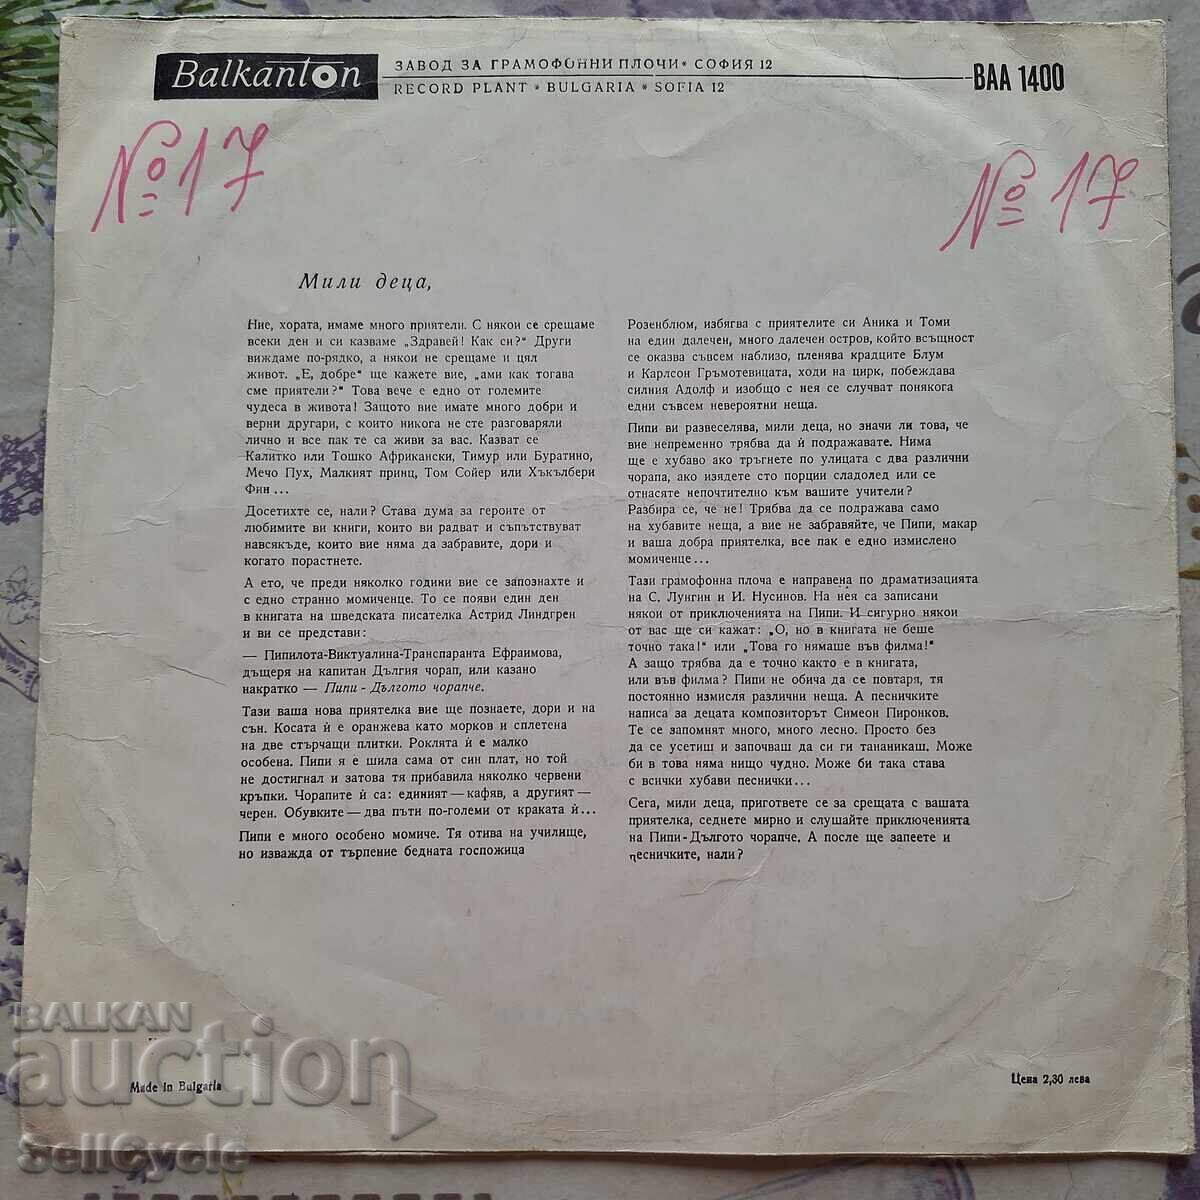 Balkanton
ЗАВОД ЗА ГРАМОФОННИ ПЛОЧИ * СОФИЯ 12
RECORD PLANT * BULGARIA * SOFIA 12
ВАА 1400
№ 17
№ 17
Мили деца,
Ние, хората, имаме много приятели. С някои се срещаме
всеки ден и си казваме „Здравей! Как си?“ Други
виждаме по-рядко, а някои не срещаме и цял
живот. „Е, добре“ ще кажете вие, „ами как тогава
сме приятели?“ Това вече е едно от големите
чудеса в живота! Защото вие имате много добри и
верни другари, с които никога не сте разговаряли
лично и все пак те са живи за вас. Казват се
Калитко или Тошко Африкански, Тимур или Буратино,
Мечо Пух, Малкият принц, Том Сойер или Хъкълбери
Фин...
Досетихте се, нали? Става дума за героите от
любимите ви книги, които ви радват и съпътствуват
навсякъде, които вие няма да забравите, дори и
когато порастнете.
А ето, че преди няколко години вие се запознахте и
с едно странно момиченце. То се появи един ден
в книгата на шведската писателка Астрид Линдгрен
и ви се представи:
— Пипилота-Виктуалина-Транспаранта Ефраимова,
дъщеря на капитан Дългия чорап, или казано
накратко — Пипи - Дългото чорапче.
Тази ваша нова приятелка вие ще познаете, дори и на
сън. Косата ѝ е оранжева като морков и сплетена
на две стърчащи плитки. Роклята ѝ е малко
особена. Пипи я е шила сама от син плат, но той
не достигнал и затова тя прибавила няколко червени
кръпки. Чорапите ѝ са: единият — кафяв, а другият —
черен. Обувките — два пъти по-големи от краката ѝ...
Пипи е много особено момиче. Тя отива на училище,
но изважда от търпение бедната госпожица
Розенблюм, избягва с приятелите си Аника и Томи
на един далечен, много далечен остров, който всъщност
се оказва съвсем наблизо, пленява крадците Блум
и Карлсон Гръмотевицата, ходи на цирк, побеждава
силния Адолф и изобщо с нея се случват понякога
едни съвсем невероятни неща.
Пипи ви развеселява, мили деца, но значи ли това, че
вие непременно трябва да ѝ подражавате. Нима
ще е хубаво ако тръгнете по улицата с два различни
чорапа, ако изядете сто порции сладолед или се
отнасяте непочтително към вашите учители?
Разбира се, че не! Трябва да се подражава само
на хубавите неща, а вие не забравяйте, че Пипи, макар
и ваша добра приятелка, все пак е едно измислено
момиченце...
Тази грамофонна плоча е направена по драматизацията
на С. Лунгин и И. Нусинов. На нея са записани
някои от приключенията на Пипи. И сигурно някои
от вас ще си кажат: „О, но в книгата не беше
точно така!“ или „Това го нямаше във филма!“
А защо трябва да е точно както е в книгата,
или във филма? Пипи не обича да се повтаря, тя
постоянно измисля различни неща. А песничките
написа за децата композиторът Симеон Пиронков.
Те се запомнят много, много лесно. Просто без
да се усетиш и започваш да си ги тананикаш. Може
би в това няма нищо чудно. Може би така става
с всички хубави песнички...
Сега, мили деца, пригответе се за срещата с вашата
приятелка, седнете мирно и слушайте приключенията
на Пипи-Дългото чорапче. А после ще запеете и
песничките, нали?
Made in Bulgaria
Цена 2,30 лева
BALKAN
auction
SellCycle